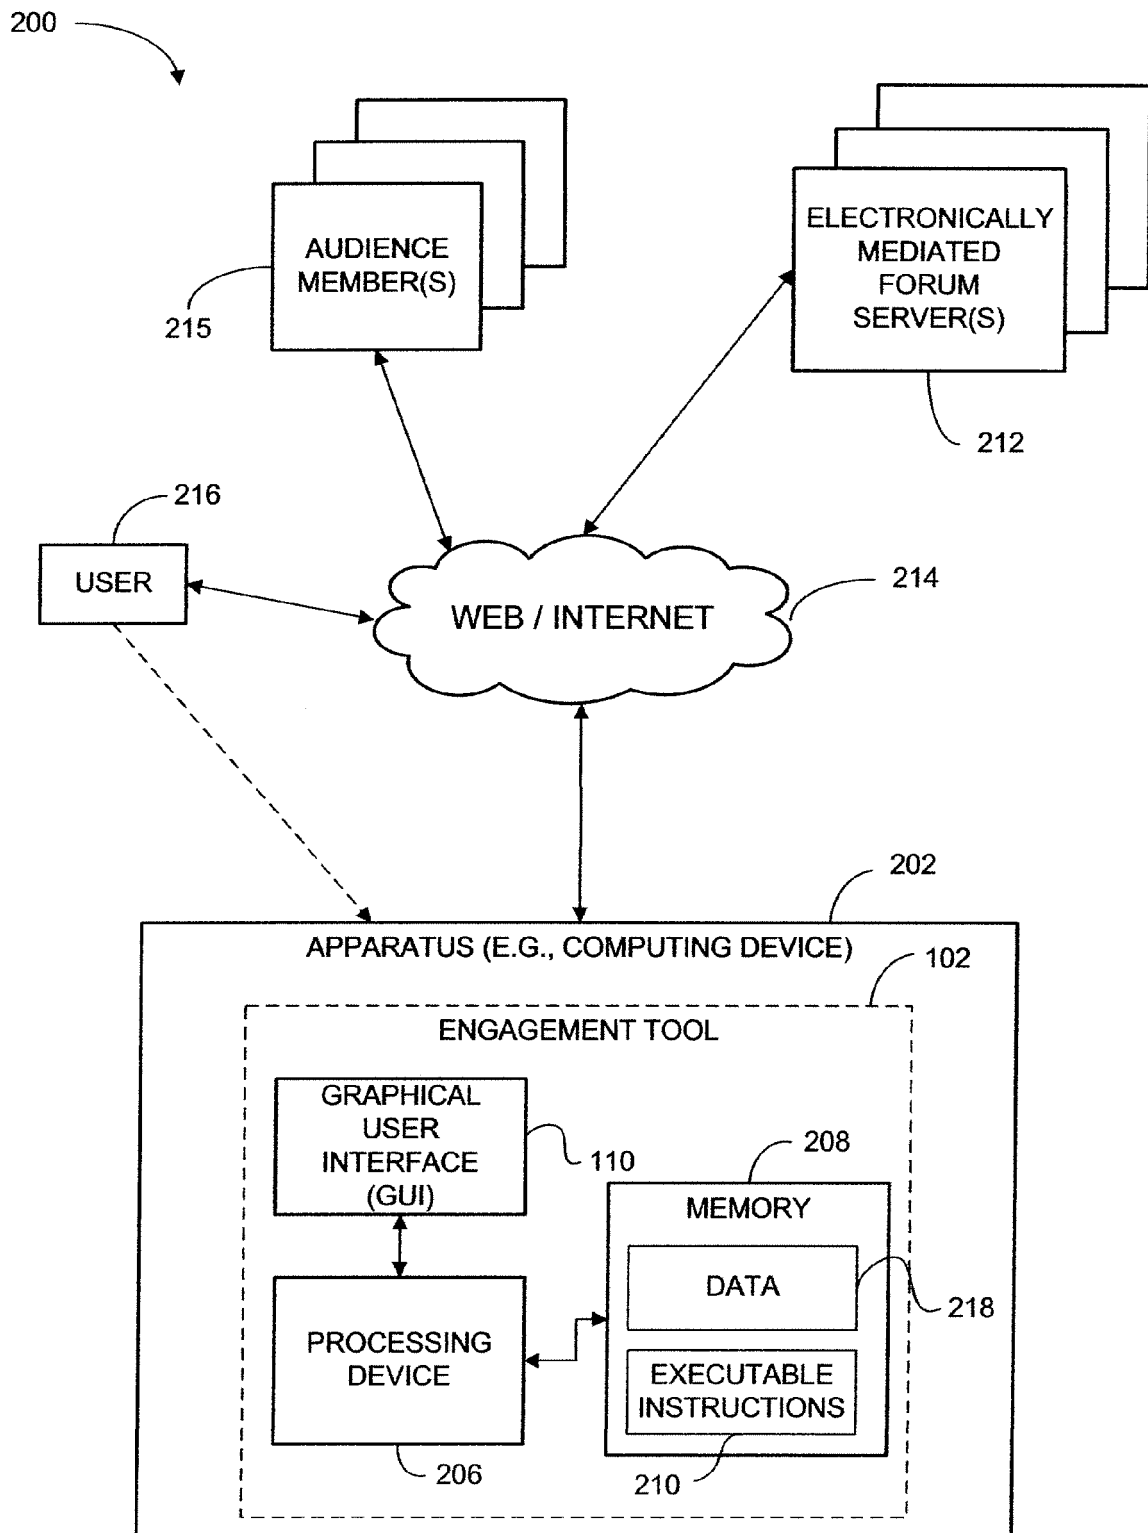 200
AUDIENCE
MEMBER(S)
215
ELECTRONICALLY
MEDIATED
FORUM
SERVER(S)
212
216
USER
WEB / INTERNET
214
202
APPARATUS (E.G., COMPUTING DEVICE)
102
ENGAGEMENT TOOL
GRAPHICAL
USER
INTERFACE
(GUI)
110
208
MEMORY
DATA
218
PROCESSING
DEVICE
EXECUTABLE
INSTRUCTIONS
206
210